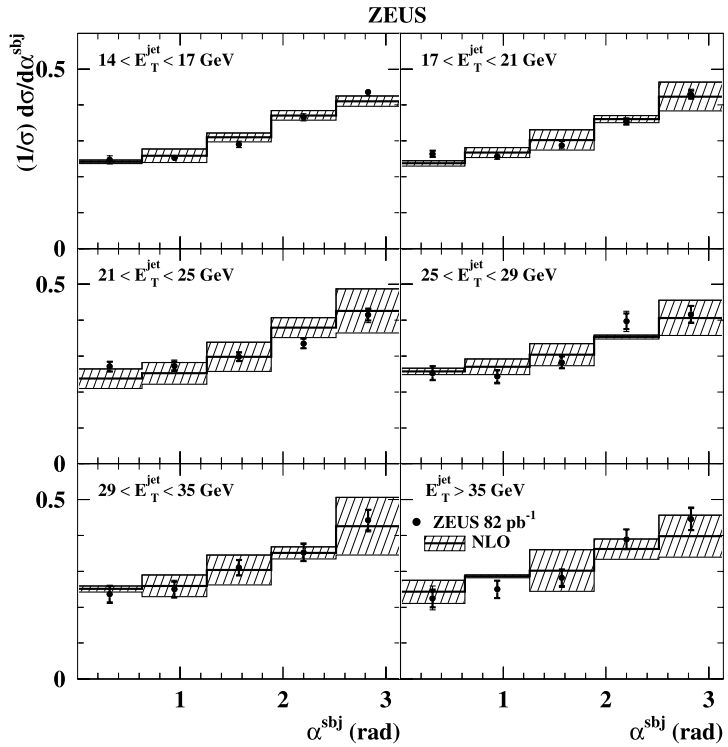 ZEUS
(1/σ) dσ/dα^sbj
14 < E_T^jet < 17 GeV
17 < E_T^jet < 21 GeV
0.5
0
21 < E_T^jet < 25 GeV
25 < E_T^jet < 29 GeV
0.5
0
29 < E_T^jet < 35 GeV
E_T^jet > 35 GeV
0.5
ZEUS 82 pb^-1
NLO
0
1 2 3 1 2 3
α^sbj (rad) α^sbj (rad)